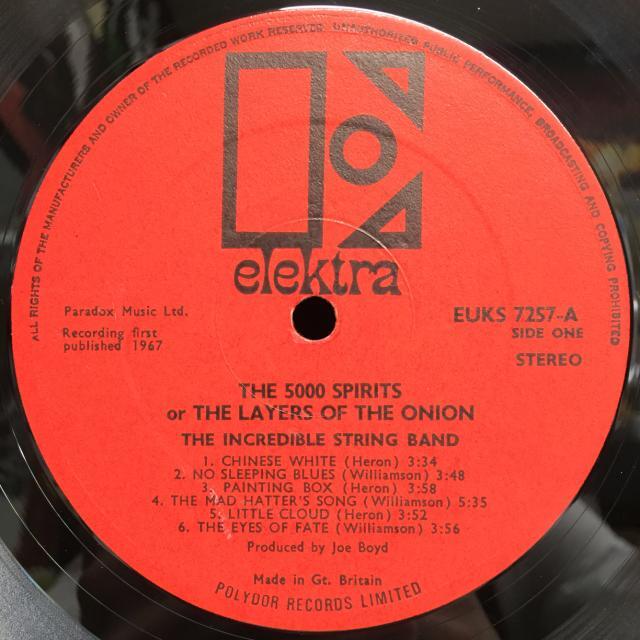 ALL RIGHTS OF THE MANUFACTURERS AND OWNER OF THE RECORDED WORK RESERVED. UNAUTHORISED PUBLIC PERFORMANCE, BROADCASTING AND COPYING PROHIBITED
elektra
Paradox Music Ltd.
Recording first
published 1967
EUKS 7257-A
SIDE ONE
STEREO
THE 5000 SPIRITS
or THE LAYERS OF THE ONION
THE INCREDIBLE STRING BAND
1. CHINESE WHITE (Heron) 3:34
2. NO SLEEPING BLUES (Williamson) 3:48
3. PAINTING BOX (Heron) 3:58
4. THE MAD HATTER'S SONG (Williamson) 5:35
5. LITTLE CLOUD (Heron) 3:52
6. THE EYES OF FATE (Williamson) 3:56
Produced by Joe Boyd
Made in Gt. Britain
POLYDOR RECORDS LIMITED